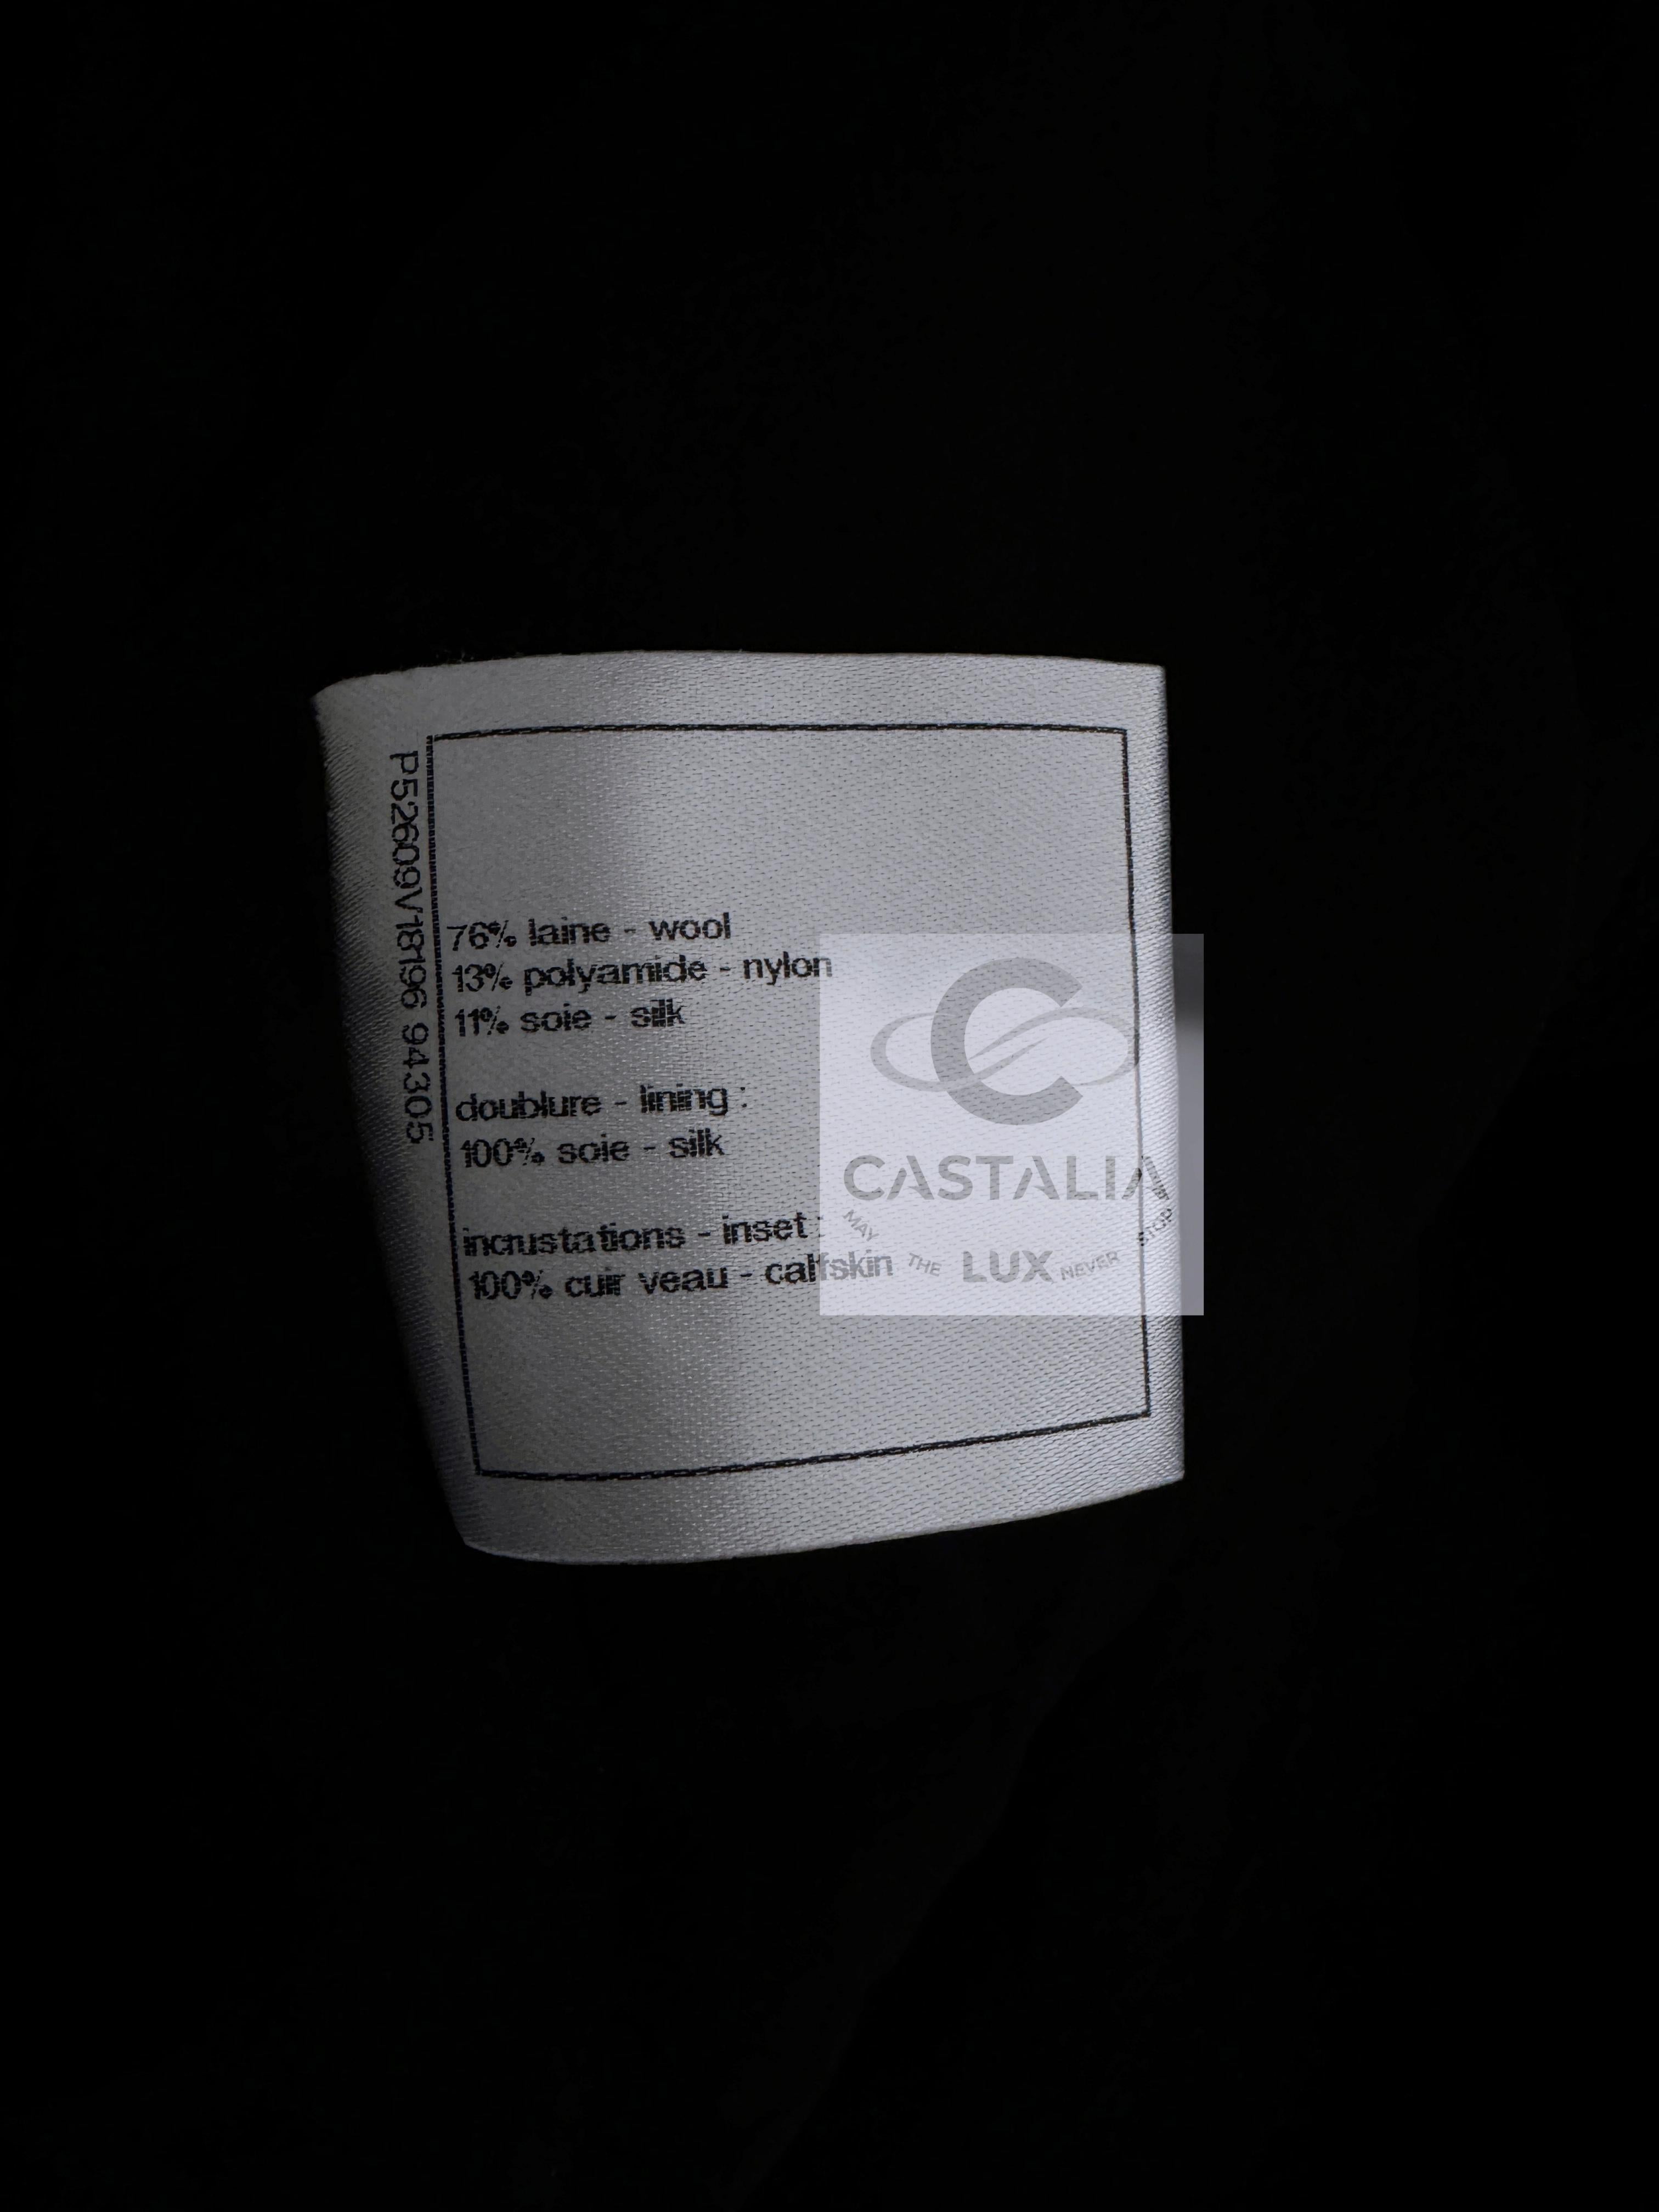 P52609V18196 94305
76% laine - wool
13% polyamide - nylon
11% soie - silk
doublure - lining :
100% soie - silk
incrustations - inset :
100% cuir veau - calfskin
CASTALIA
MAY THE LUX NEVER STOP